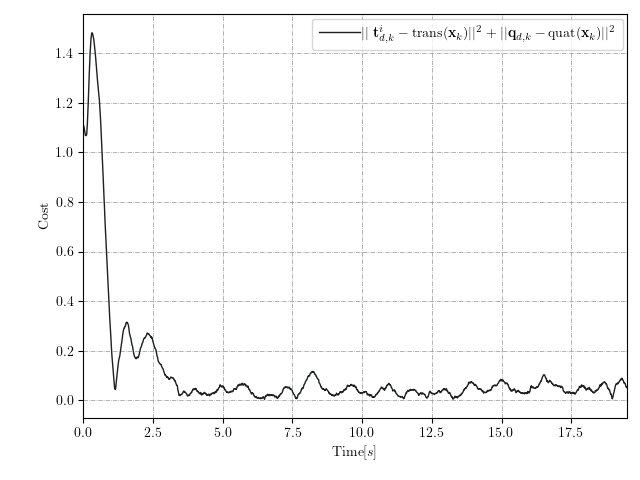 || t^i_{d,k} − trans(x_k)||² + ||q_{d,k} − quat(x_k)||²
1.4
1.2
1.0
0.8
0.6
0.4
0.2
0.0
Cost
0.0 2.5 5.0 7.5 10.0 12.5 15.0 17.5
Time[s]